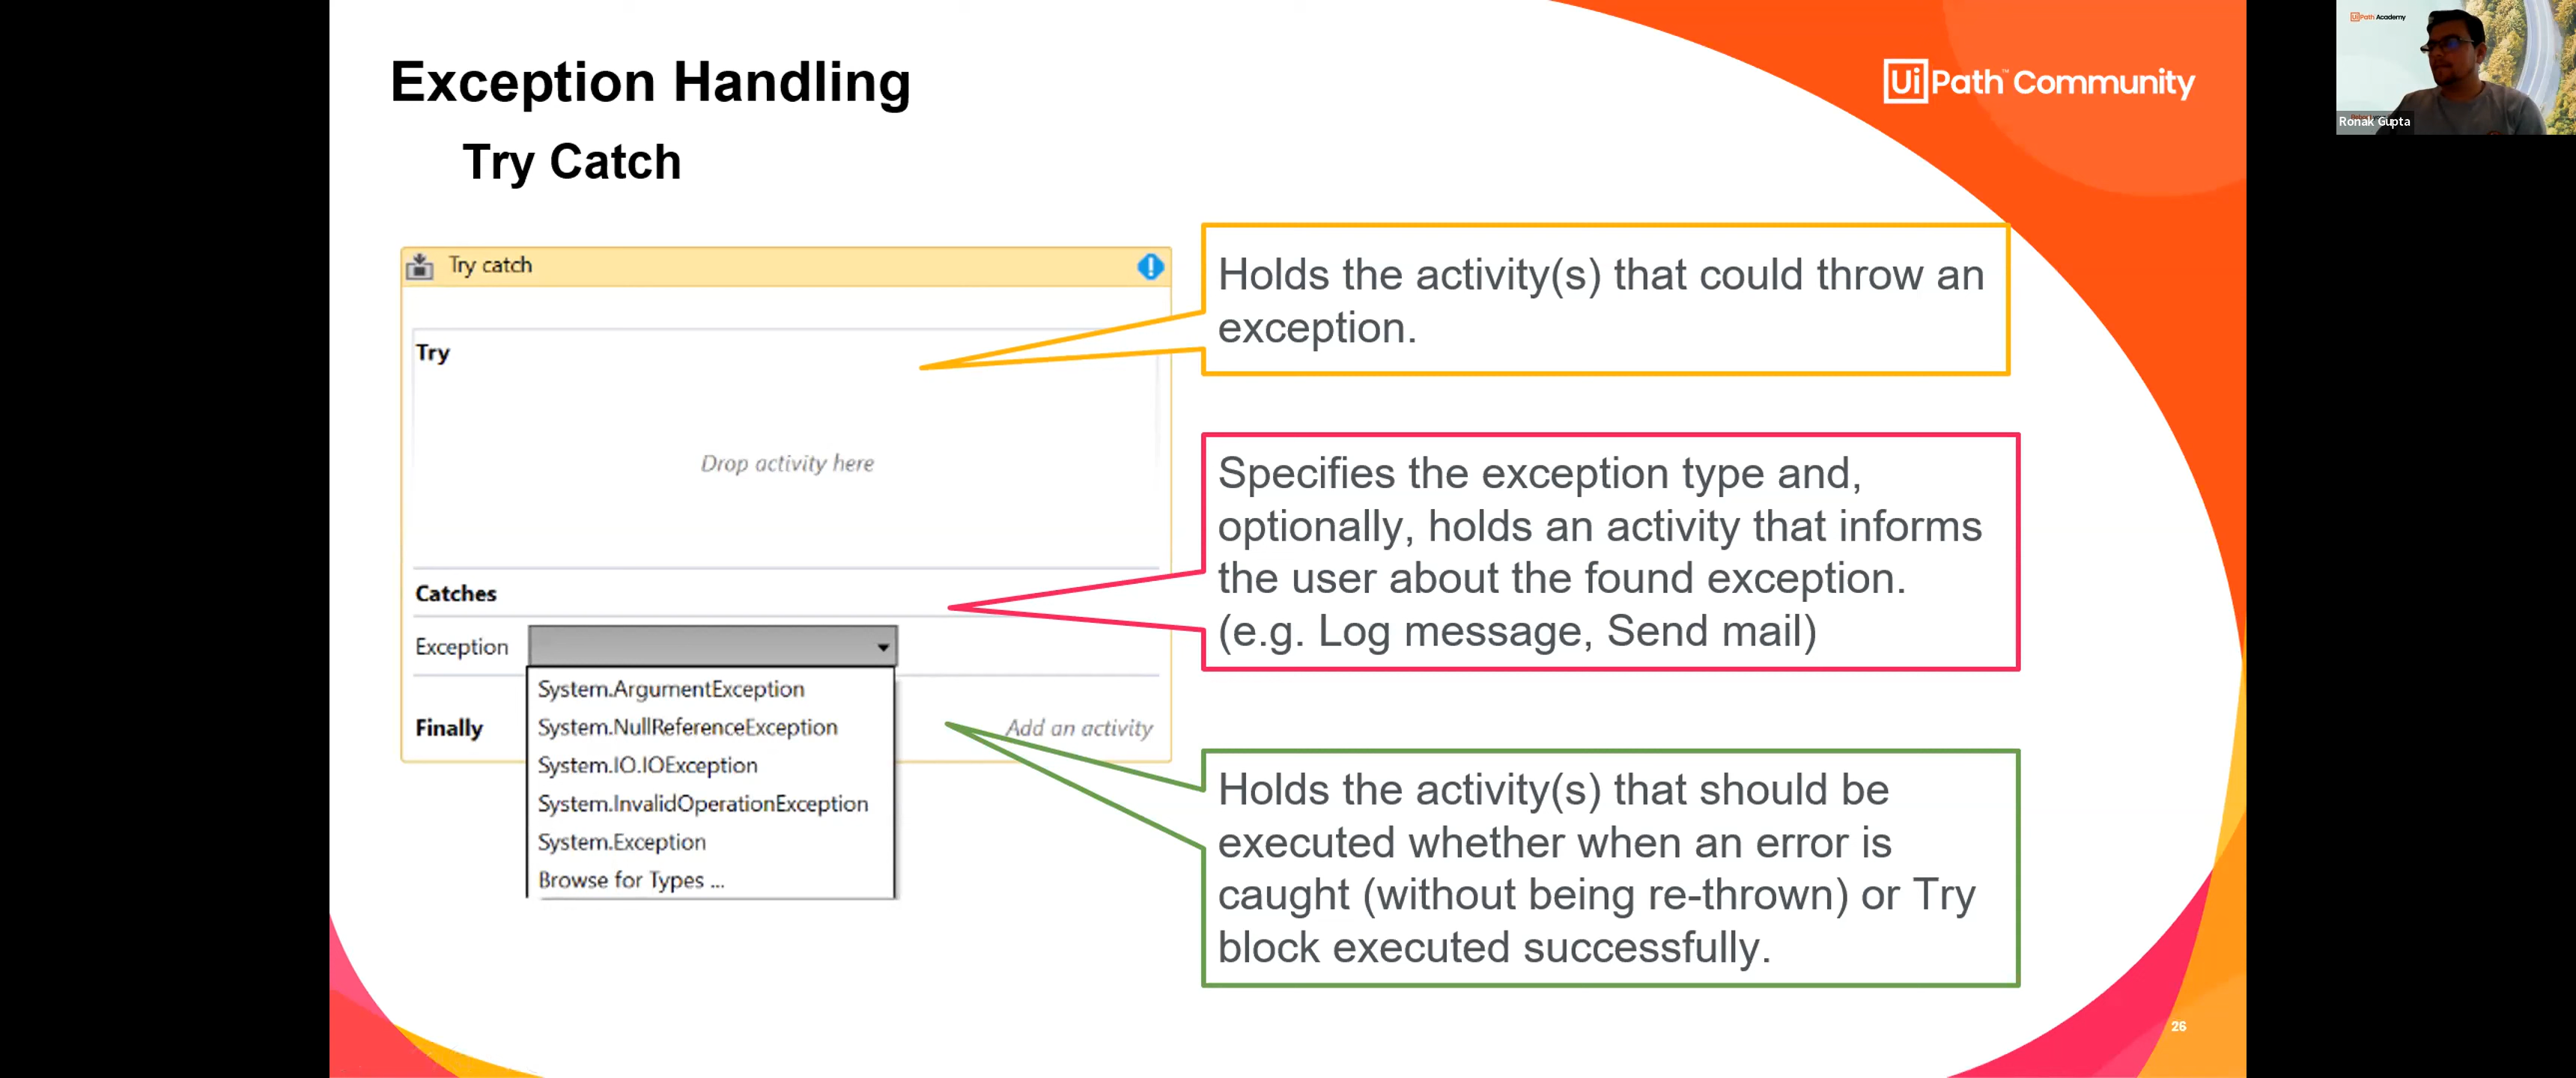 Exception Handling
Try Catch
UiPath™ Community
UiPath Academy
Ronak Gupta
Try catch
Try
Drop activity here
Catches
Exception
System.ArgumentException
System.NullReferenceException
System.IO.IOException
System.InvalidOperationException
System.Exception
Browse for Types ...
Finally
Add an activity
Holds the activity(s) that could throw an
exception.
Specifies the exception type and,
optionally, holds an activity that informs
the user about the found exception.
(e.g. Log message, Send mail)
Holds the activity(s) that should be
executed whether when an error is
caught (without being re-thrown) or Try
block executed successfully.
26